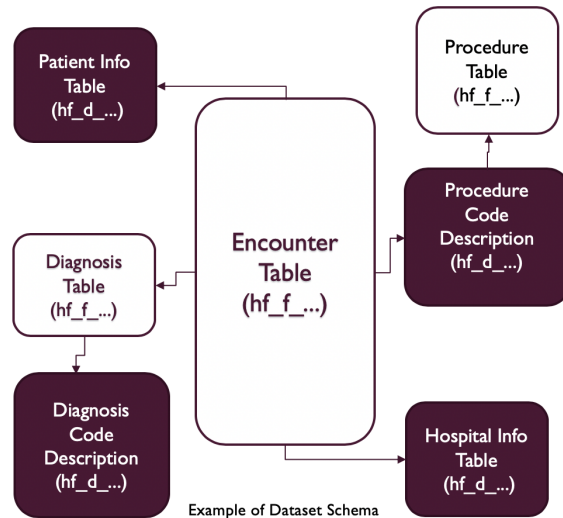 Patient Info
Table
(hf_d_...)
Procedure
Table
(hf_f_...)
Encounter
Table
(hf_f_...)
Procedure
Code
Description
(hf_d_...)
Diagnosis
Table
(hf_f_...)
Diagnosis
Code
Description
(hf_d_...)
Hospital Info
Table
(hf_d_...)
Example of Dataset Schema